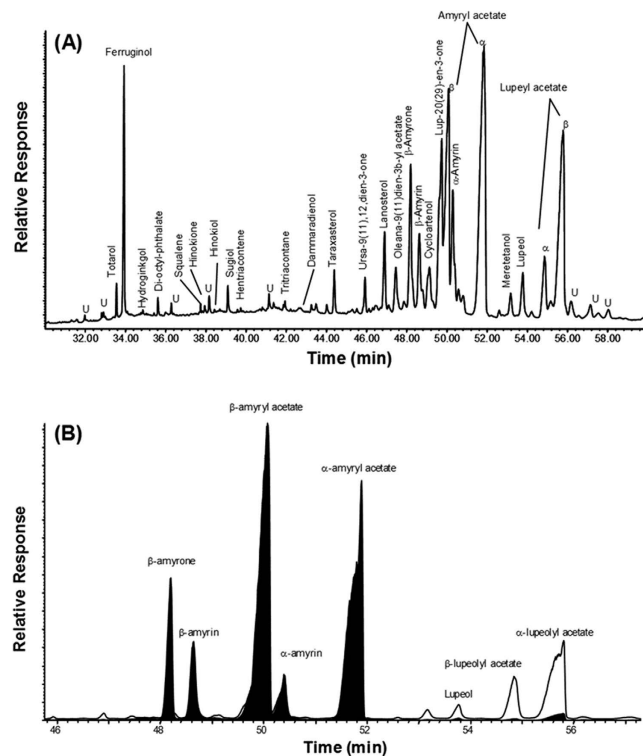 (A)
Relative Response
U
U
Totarol
Ferruginol
Hydroginkgol
Di-octyl-phthalate
U
Squalene
Hinokione
U
Hinokiol
Sugiol
Hentriacontene
U
Tritriacontane
Dammaradienol
Taraxasterol
Ursa-9(11),12,dien-3-one
Lanosterol
Oleana-9(11)dien-3b-yl acetate
β-Amyrone
β-Amyrin
Cycloartenol
Lup-20(29)-en-3-one
Amyryl acetate
β
α
α-Amyrin
Lupeyl acetate
α
β
Meretetanol
Lupeol
U
U
U
32.00 34.00 36.00 38.00 40.00 42.00 44.00 46.00 48.00 50.00 52.00 54.00 56.00 58.00
Time (min)
(B)
Relative Response
β-amyryl acetate
α-amyryl acetate
β-amyrone
β-amyrin
α-amyrin
α-lupeolyl acetate
β-lupeolyl acetate
Lupeol
46 48 50 52 54 56
Time (min)